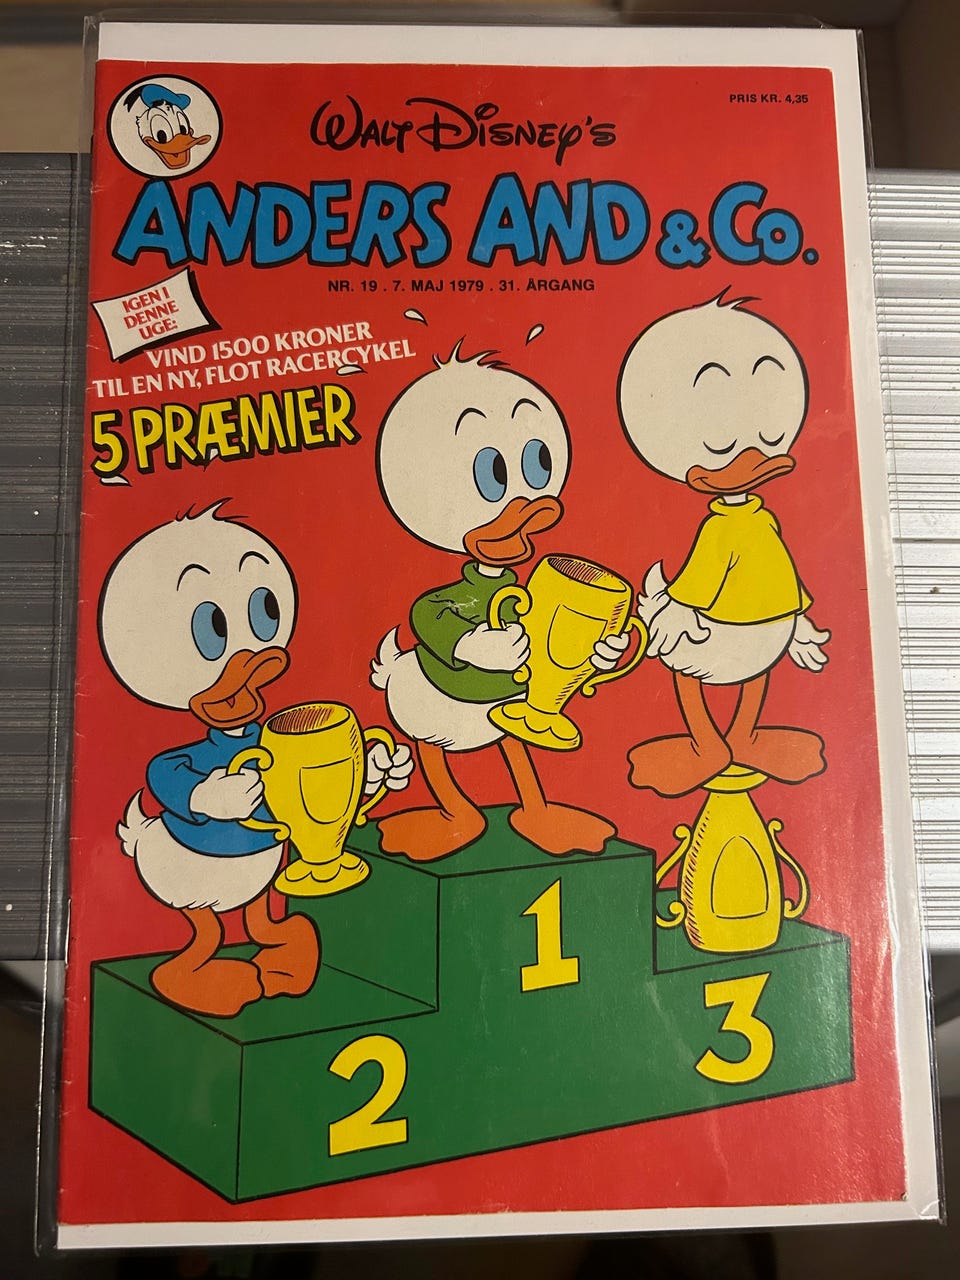 WALT DISNEY'S
PRIS KR. 4,35
ANDERS AND & CO.
NR. 19 . 7. MAJ 1979 . 31. ÅRGANG
IGEN I
DENNE
UGE:
VIND 1500 KRONER
TIL EN NY, FLOT RACERCYKEL
5 PRÆMIER
1
2
3